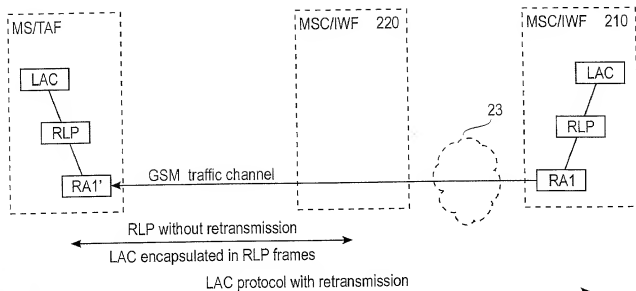 MS/TAF
MSC/IWF 220
MSC/IWF 210
LAC
LAC
RLP
23
RLP
RA1'
GSM traffic channel
RA1
RLP without retransmission
LAC encapsulated in RLP frames
LAC protocol with retransmission